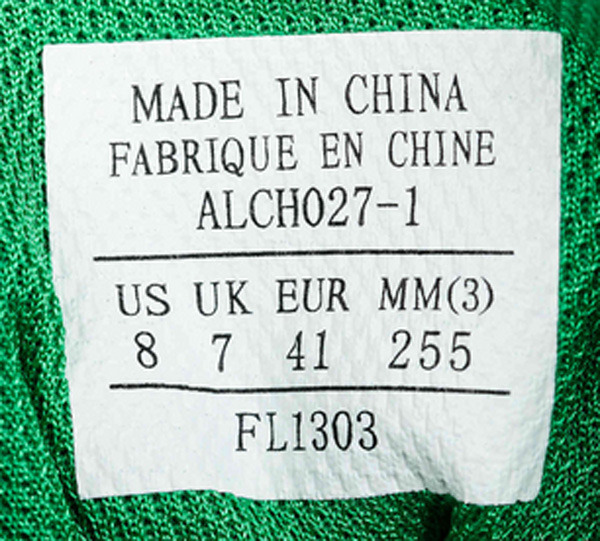 MADE IN CHINA
FABRIQUE EN CHINE
ALCH027-1
US UK EUR MM(3)
8 7 41 255
FL1303